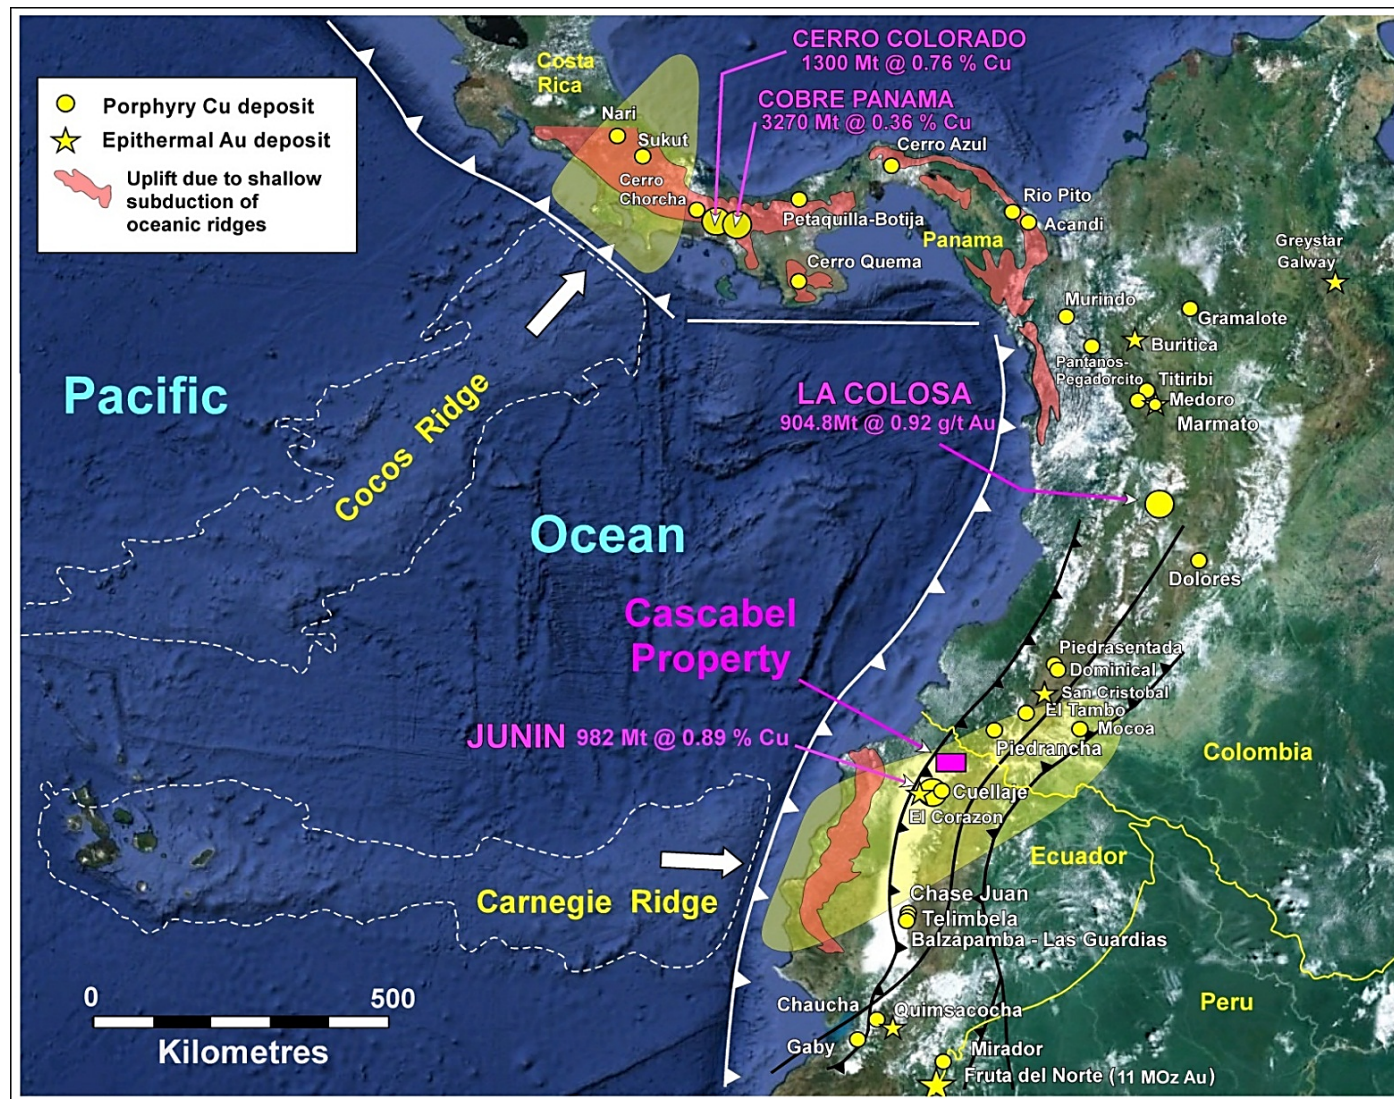 CERRO COLORADO
1300 Mt @ 0.76 % Cu
COBRE PANAMA
3270 Mt @ 0.36 % Cu
Costa
Rica
Porphyry Cu deposit
Epithermal Au deposit
Uplift due to shallow
subduction of
oceanic ridges
Nari
Sukut
Cerro
Chorcha
Cerro Azul
Petaquilla-Botija
Rio Pito
Acandi
Panama
Cerro Quema
Greystar
Galway
Murindo
Gramalote
Buritica
Pantanos-
Pegadorcito
Titiribi
Medoro
Marmato
LA COLOSA
904.8Mt @ 0.92 g/t Au
Pacific
Cocos Ridge
Ocean
Dolores
Cascabel
Property
Piedrasentada
Dominical
San Cristobal
El Tambo
Mocoa
Piedrancha
JUNIN 982 Mt @ 0.89 % Cu
Colombia
Cuellaje
El Corazon
Ecuador
Carnegie Ridge
Chase Juan
Telimbela
Balzapamba - Las Guardias
Peru
0 500
Kilometres
Chaucha
Quimsacocha
Gaby
Mirador
Fruta del Norte (11 MOz Au)